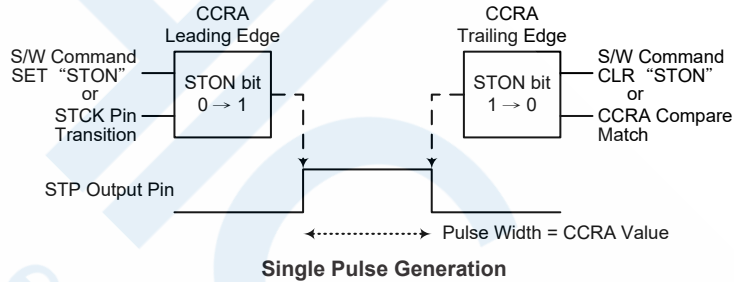 CCRA
Leading Edge
S/W Command
SET “STON”
or
STCK Pin
Transition
STON bit
0 → 1
CCRA
Trailing Edge
STON bit
1 → 0
S/W Command
CLR “STON”
or
CCRA Compare
Match
STP Output Pin
Pulse Width = CCRA Value
Single Pulse Generation